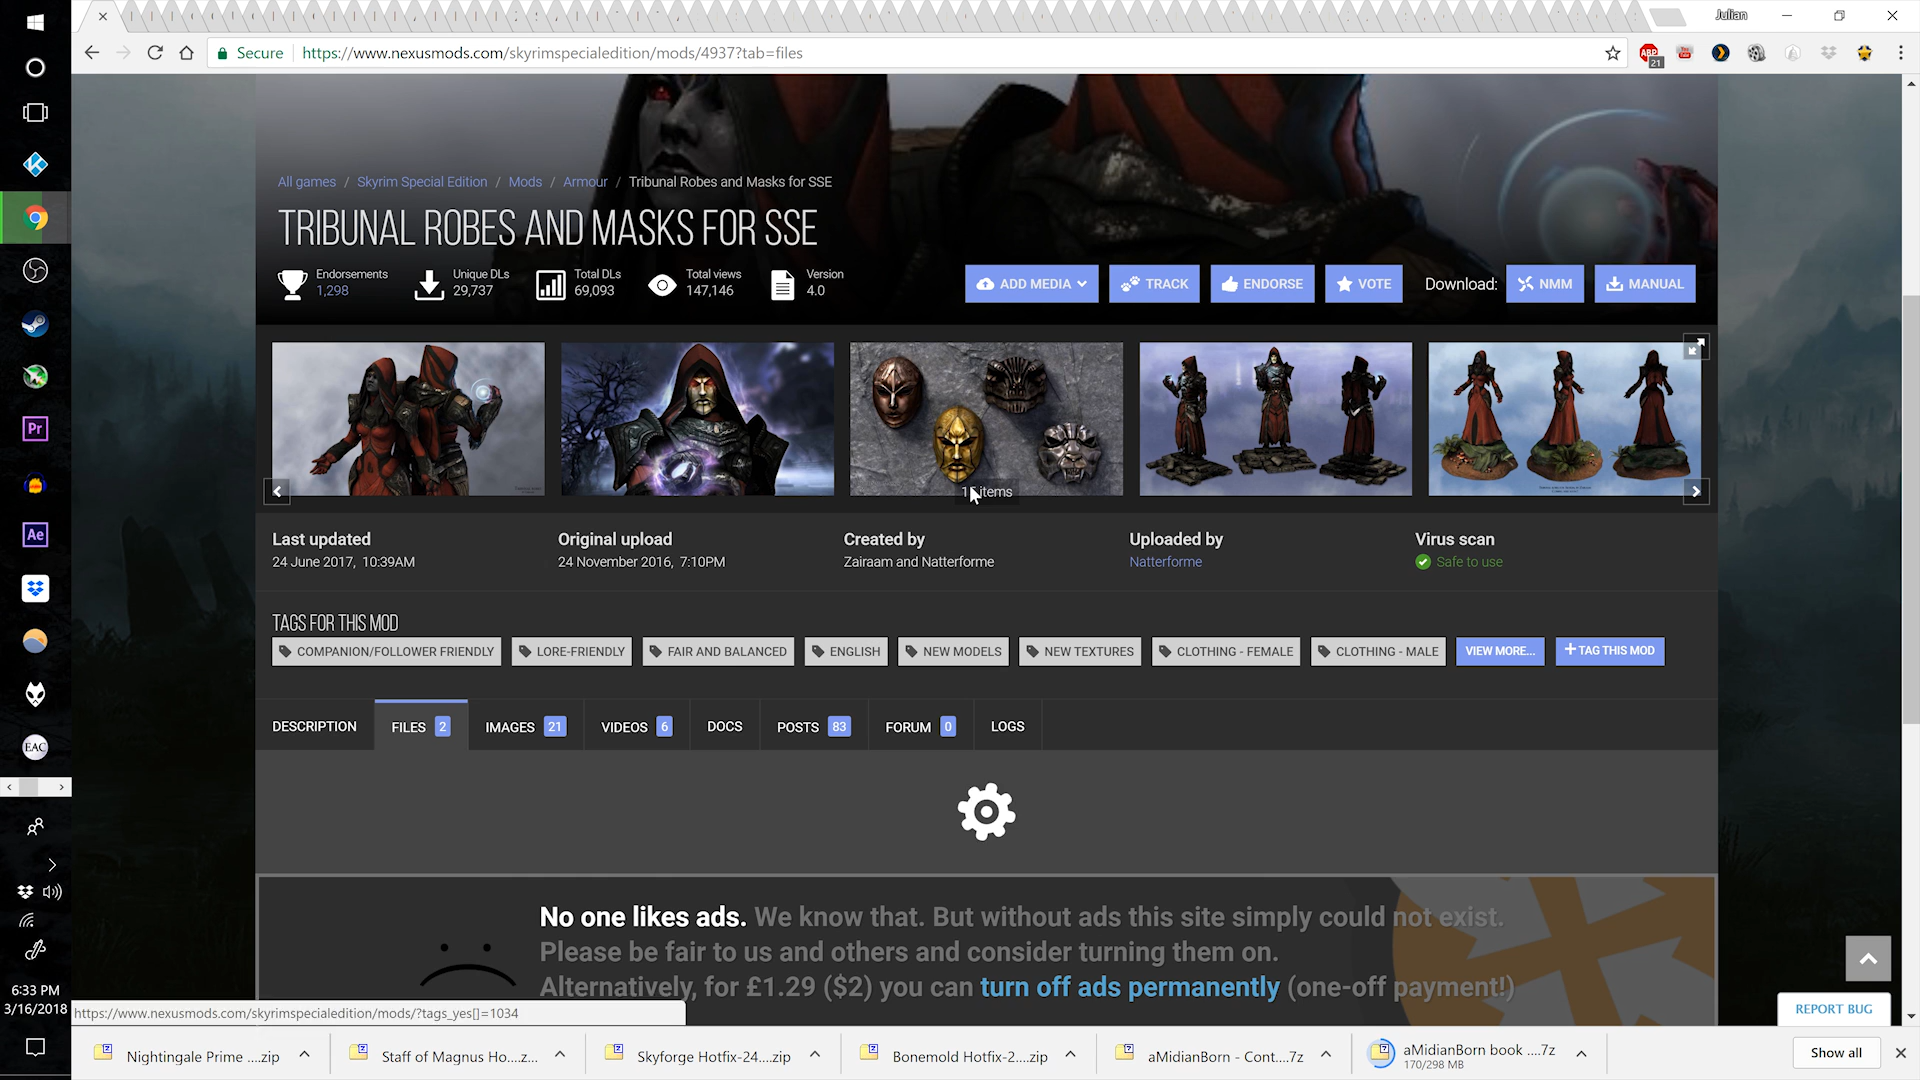 Julian
Secure https://www.nexusmods.com/skyrimspecialedition/mods/4937?tab=files
ABP
21
All games / Skyrim Special Edition / Mods / Armour / Tribunal Robes and Masks for SSE
TRIBUNAL ROBES AND MASKS FOR SSE
Endorsements
1,298
Unique DLs
29,737
Total DLs
69,093
Total views
147,146
Version
4.0
ADD MEDIA
TRACK
ENDORSE
VOTE
Download:
NMM
MANUAL
items
Last updated
24 June 2017, 10:39AM
Original upload
24 November 2016, 7:10PM
Created by
Zairaam and Natterforme
Uploaded by
Natterforme
Virus scan
Safe to use
TAGS FOR THIS MOD
COMPANION/FOLLOWER FRIENDLY
LORE-FRIENDLY
FAIR AND BALANCED
ENGLISH
NEW MODELS
NEW TEXTURES
CLOTHING - FEMALE
CLOTHING - MALE
VIEW MORE...
+ TAG THIS MOD
DESCRIPTION
FILES 2
IMAGES 21
VIDEOS 6
DOCS
POSTS 83
FORUM 0
LOGS
No one likes ads. We know that. But without ads this site simply could not exist.
Please be fair to us and others and consider turning them on.
Alternatively, for £1.29 ($2) you can turn off ads permanently (one-off payment!)
REPORT BUG
https://www.nexusmods.com/skyrimspecialedition/mods/?tags_yes[]=1034
Pr
Ae
EAC
6:33 PM
3/16/2018
Nightingale Prime ....zip
Staff of Magnus Ho....z...
Skyforge Hotfix-24....zip
Bonemold Hotfix-2....zip
aMidianBorn - Cont....7z
aMidianBorn book ....7z
170/298 MB
Show all